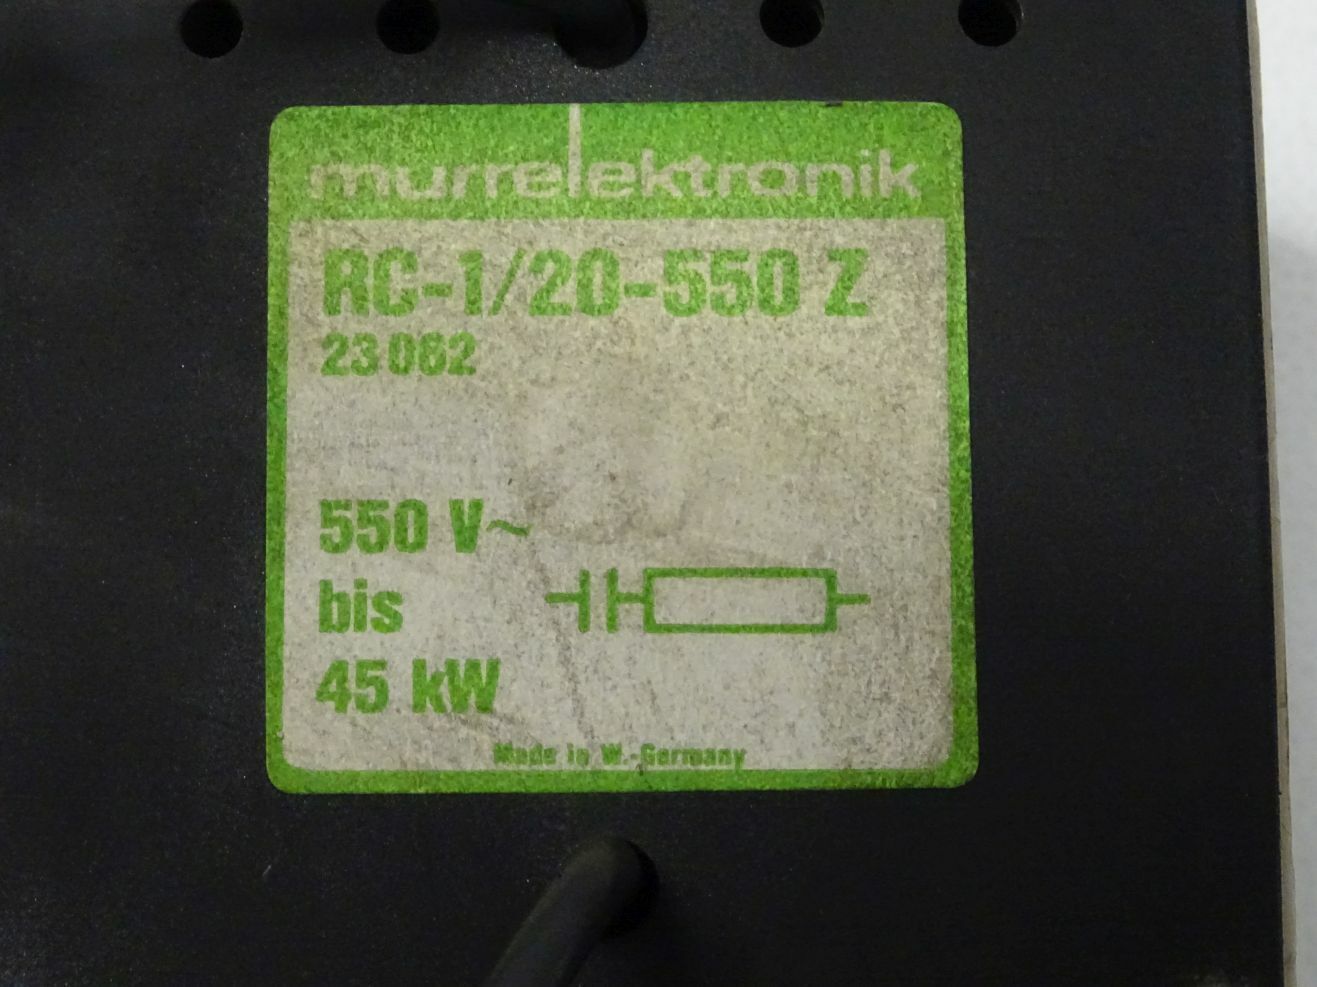 murrelektronik
RC-1/20-550 Z
23 062
550 V~
bis
45 kW
Made in W.-Germany